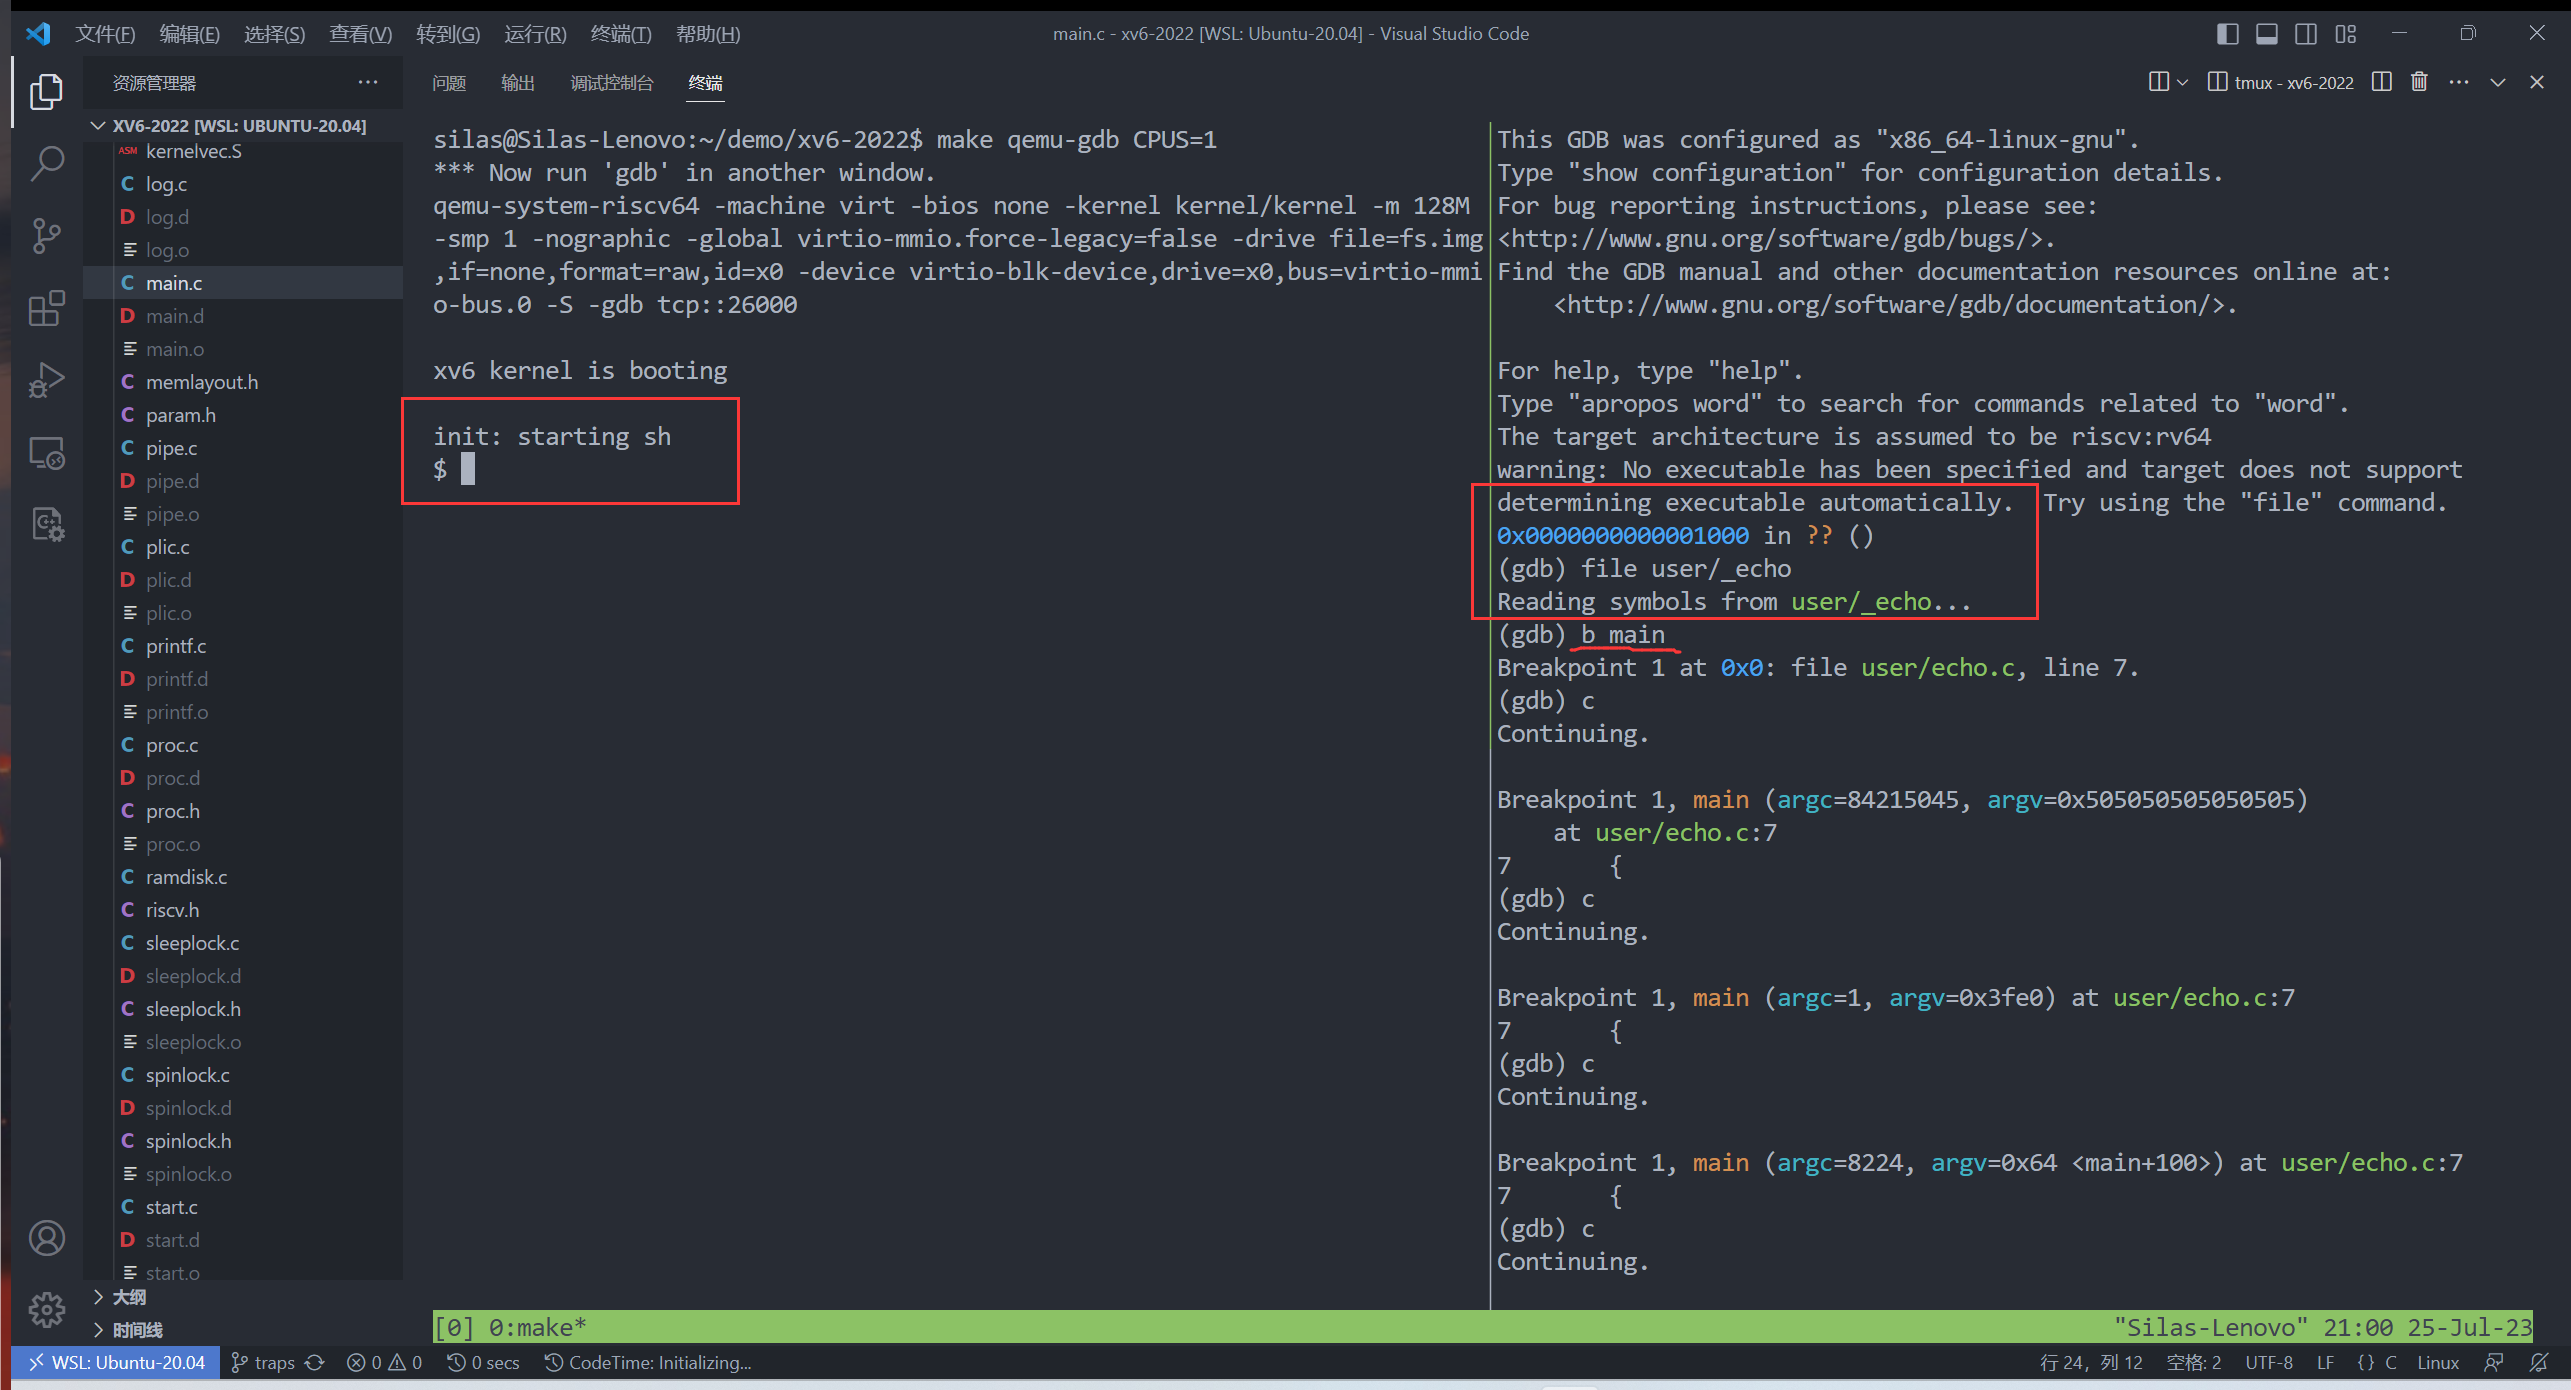 文件(F) 编辑(E) 选择(S) 查看(V) 转到(G) 运行(R) 终端(T) 帮助(H)
main.c - xv6-2022 [WSL: Ubuntu-20.04] - Visual Studio Code
资源管理器
XV6-2022 [WSL: UBUNTU-20.04]
ASM kernelvec.S
C log.c
D log.d
log.o
C main.c
D main.d
main.o
C memlayout.h
C param.h
C pipe.c
D pipe.d
pipe.o
C plic.c
D plic.d
plic.o
C printf.c
D printf.d
printf.o
C proc.c
D proc.d
C proc.h
proc.o
C ramdisk.c
C riscv.h
C sleeplock.c
D sleeplock.d
C sleeplock.h
sleeplock.o
C spinlock.c
D spinlock.d
C spinlock.h
spinlock.o
C start.c
D start.d
start.o
大纲
时间线
问题 输出 调试控制台 终端
tmux - xv6-2022
silas@Silas-Lenovo:~/demo/xv6-2022$ make qemu-gdb CPUS=1
*** Now run 'gdb' in another window.
qemu-system-riscv64 -machine virt -bios none -kernel kernel/kernel -m 128M
-smp 1 -nographic -global virtio-mmio.force-legacy=false -drive file=fs.img
,if=none,format=raw,id=x0 -device virtio-blk-device,drive=x0,bus=virtio-mmi
o-bus.0 -S -gdb tcp::26000
xv6 kernel is booting
init: starting sh
$
This GDB was configured as "x86_64-linux-gnu".
Type "show configuration" for configuration details.
For bug reporting instructions, please see:
<http://www.gnu.org/software/gdb/bugs/>.
Find the GDB manual and other documentation resources online at:
<http://www.gnu.org/software/gdb/documentation/>.
For help, type "help".
Type "apropos word" to search for commands related to "word".
The target architecture is assumed to be riscv:rv64
warning: No executable has been specified and target does not support
determining executable automatically.  Try using the "file" command.
0x0000000000001000 in ?? ()
(gdb) file user/_echo
Reading symbols from user/_echo...
(gdb) b main
Breakpoint 1 at 0x0: file user/echo.c, line 7.
(gdb) c
Continuing.
Breakpoint 1, main (argc=84215045, argv=0x505050505050505)
at user/echo.c:7
7 {
(gdb) c
Continuing.
Breakpoint 1, main (argc=1, argv=0x3fe0) at user/echo.c:7
7 {
(gdb) c
Continuing.
Breakpoint 1, main (argc=8224, argv=0x64 <main+100>) at user/echo.c:7
7 {
(gdb) c
Continuing.
[0] 0:make* "Silas-Lenovo" 21:00 25-Jul-23
WSL: Ubuntu-20.04 traps 0 0 0 secs CodeTime: Initializing... 行 24，列 12 空格: 2 UTF-8 LF {} C Linux